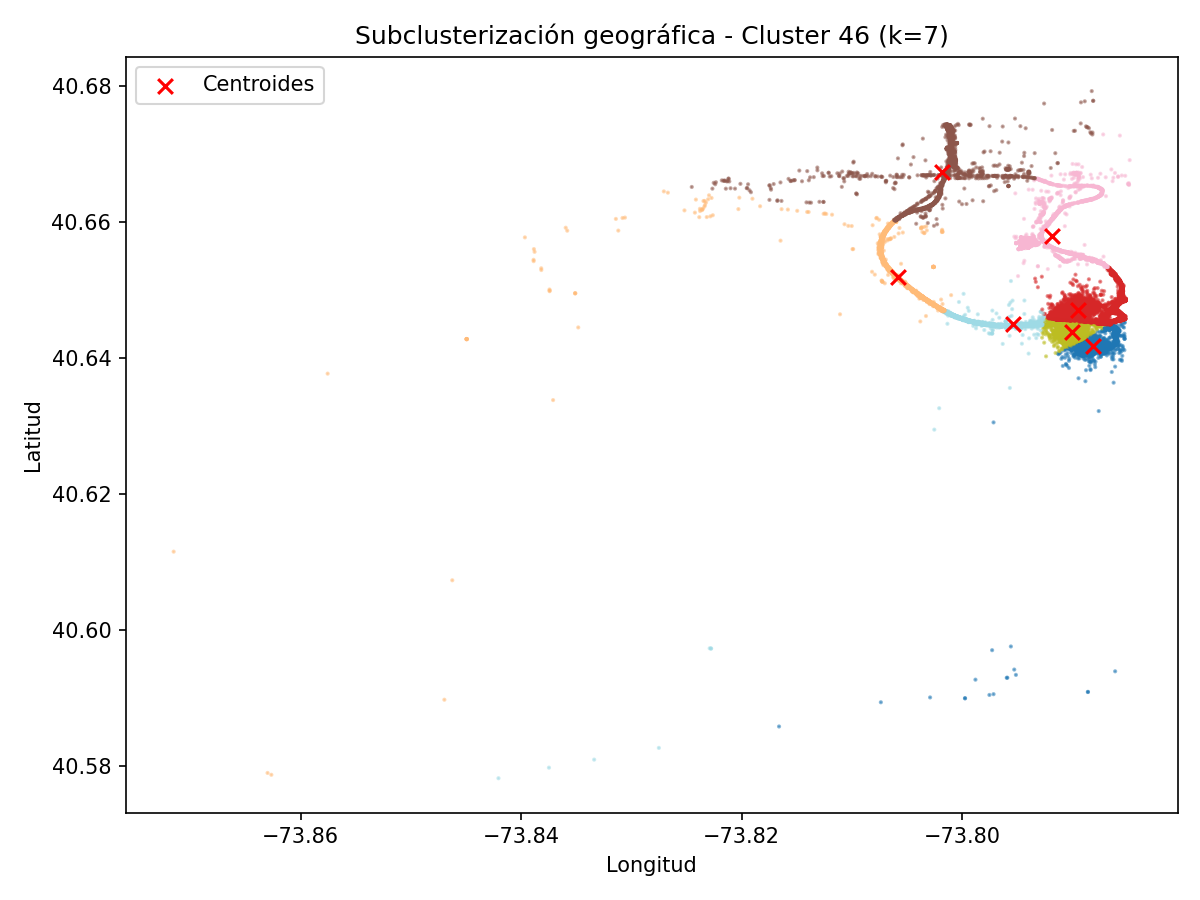 Subclusterización geográfica - Cluster 46 (k=7)
Centroides
40.68
40.66
40.64
40.62
40.60
40.58
Latitud
−73.86
−73.84
−73.82
−73.80
Longitud